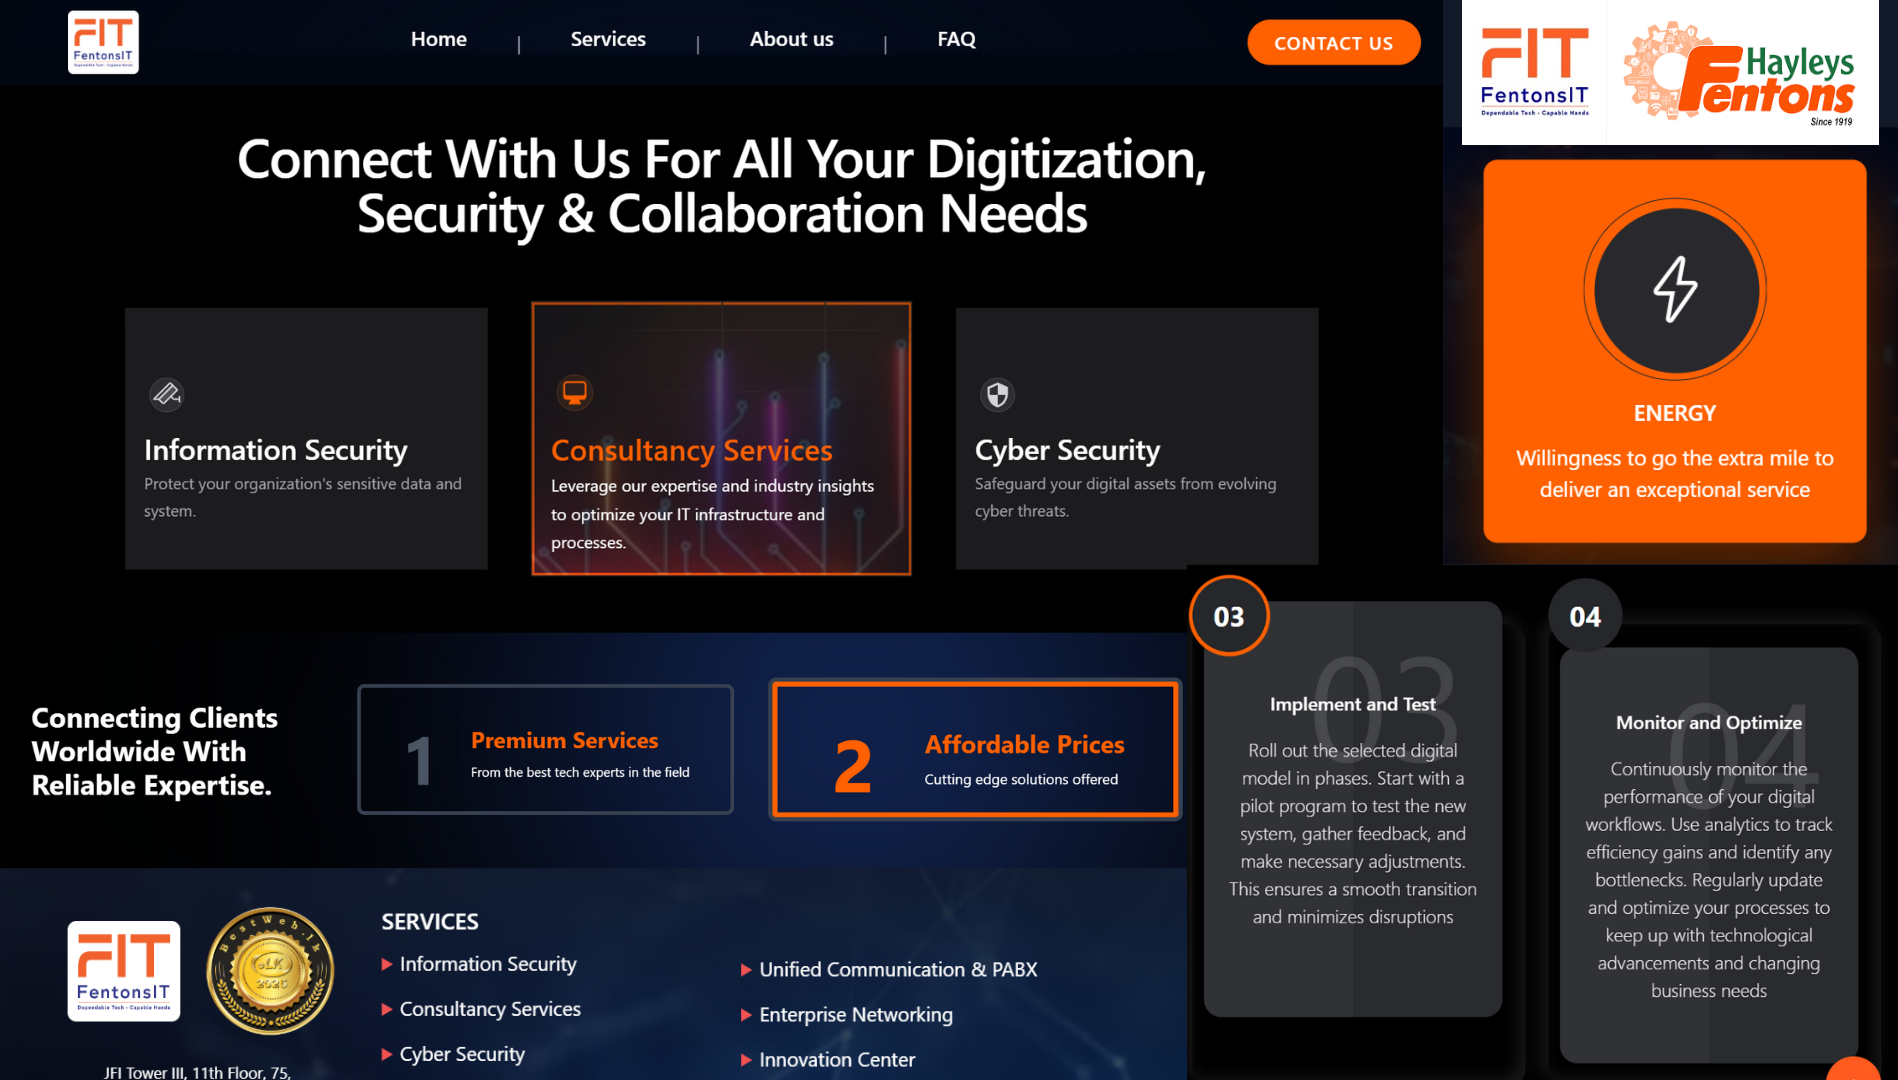 FIT
FentonsIT
Dependable Tech - Capable Hands
Home
|
Services
|
About us
|
FAQ
CONTACT US
FIT
FentonsIT
Dependable Tech - Capable Hands
Hayleys
Fentons
Since 1919
Connect With Us For All Your Digitization,
Security & Collaboration Needs
Information Security
Protect your organization's sensitive data and
system.
Consultancy Services
Leverage our expertise and industry insights
to optimize your IT infrastructure and
processes.
Cyber Security
Safeguard your digital assets from evolving
cyber threats.
ENERGY
Willingness to go the extra mile to
deliver an exceptional service
Connecting Clients
Worldwide With
Reliable Expertise.
1
Premium Services
From the best tech experts in the field
2
Affordable Prices
Cutting edge solutions offered
03
03
Implement and Test
Roll out the selected digital
model in phases. Start with a
pilot program to test the new
system, gather feedback, and
make necessary adjustments.
This ensures a smooth transition
and minimizes disruptions
04
04
Monitor and Optimize
Continuously monitor the
performance of your digital
workflows. Use analytics to track
efficiency gains and identify any
bottlenecks. Regularly update
and optimize your processes to
keep up with technological
advancements and changing
business needs
FIT
FentonsIT
Dependable Tech - Capable Hands
BestWeb.lk
.LK
2025
JFI Tower III, 11th Floor, 75,
SERVICES
Information Security
Consultancy Services
Cyber Security
Unified Communication & PABX
Enterprise Networking
Innovation Center